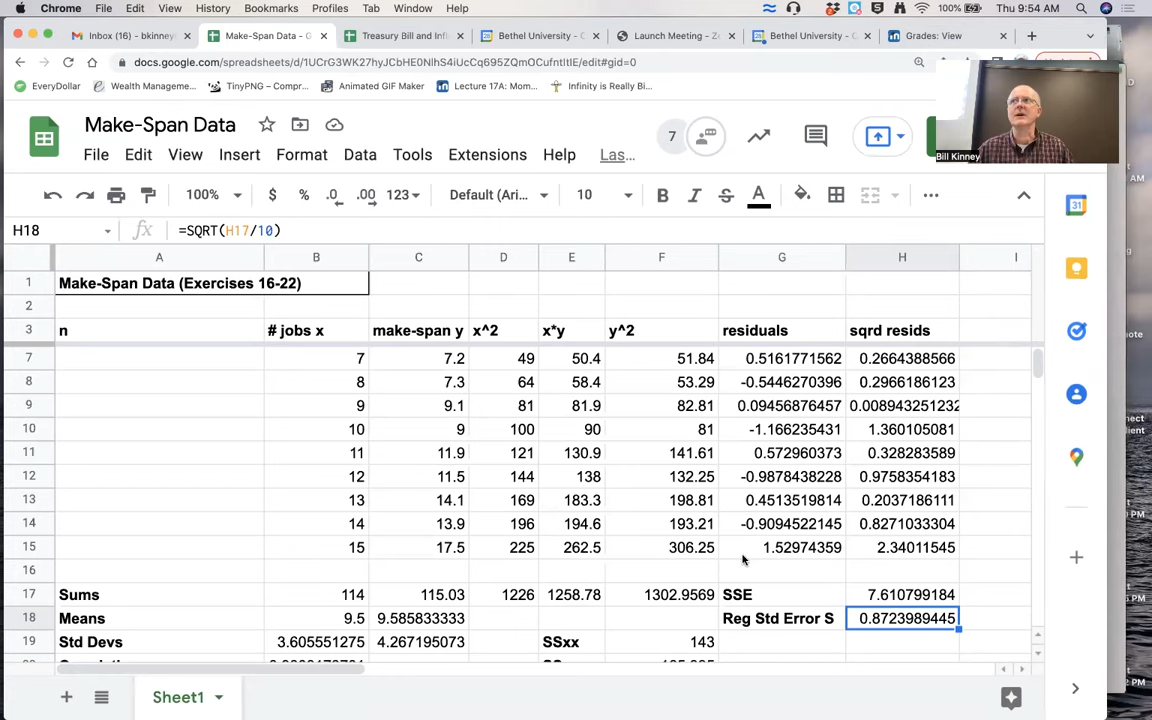 Chrome File Edit View History Bookmarks Profiles Tab Window Help 100% Thu 9:54 AM
Inbox (16) - bkinney Make-Span Data - G Treasury Bill and Infl Bethel University - C Launch Meeting - Zo Bethel University - C Grades: View
docs.google.com/spreadsheets/d/1UCrG3WK27hyJCbHE0NlhS4iUcCq695ZQmOCufntItIE/edit#gid=0
EveryDollar Wealth Manageme... TinyPNG – Compr... Animated GIF Maker Lecture 17A: Mom... Infinity is Really Bi...
Make-Span Data
7
File Edit View Insert Format Data Tools Extensions Help Las...
Bill Kinney
100% $ % .0 .00 123 Default (Ari... 10 B I S A
H18 fx =SQRT(H17/10)
A B C D E F G H I
1 Make-Span Data (Exercises 16-22)
2
3 n # jobs x make-span y x^2 x*y y^2 residuals sqrd resids
7 7 7.2 49 50.4 51.84 0.5161771562 0.2664388566
8 8 7.3 64 58.4 53.29 -0.5446270396 0.2966186123
9 9 9.1 81 81.9 82.81 0.09456876457 0.008943251232
10 10 9 100 90 81 -1.166235431 1.360105081
11 11 11.9 121 130.9 141.61 0.572960373 0.328283589
12 12 11.5 144 138 132.25 -0.9878438228 0.9758354183
13 13 14.1 169 183.3 198.81 0.4513519814 0.2037186111
14 14 13.9 196 194.6 193.21 -0.9094522145 0.8271033304
15 15 17.5 225 262.5 306.25 1.52974359 2.34011545
16
17 Sums 114 115.03 1226 1258.78 1302.9569 SSE 7.610799184
18 Means 9.5 9.585833333 Reg Std Error S 0.8723989445
19 Std Devs 3.605551275 4.267195073 SSxx 143
Sheet1